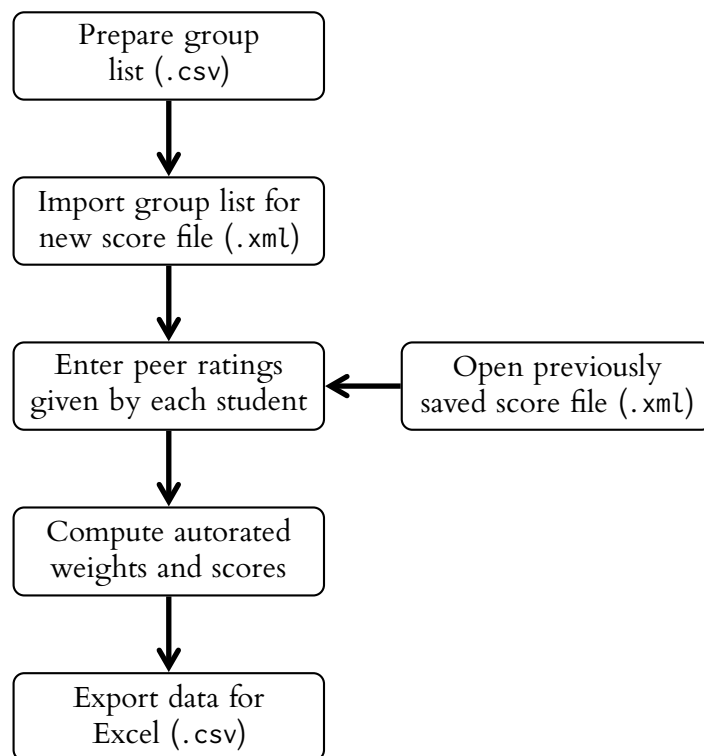 Prepare group
list (.csv)
Import group list for
new score file (.xml)
Enter peer ratings
given by each student
Open previously
saved score file (.xml)
Compute autorated
weights and scores
Export data for
Excel (.csv)